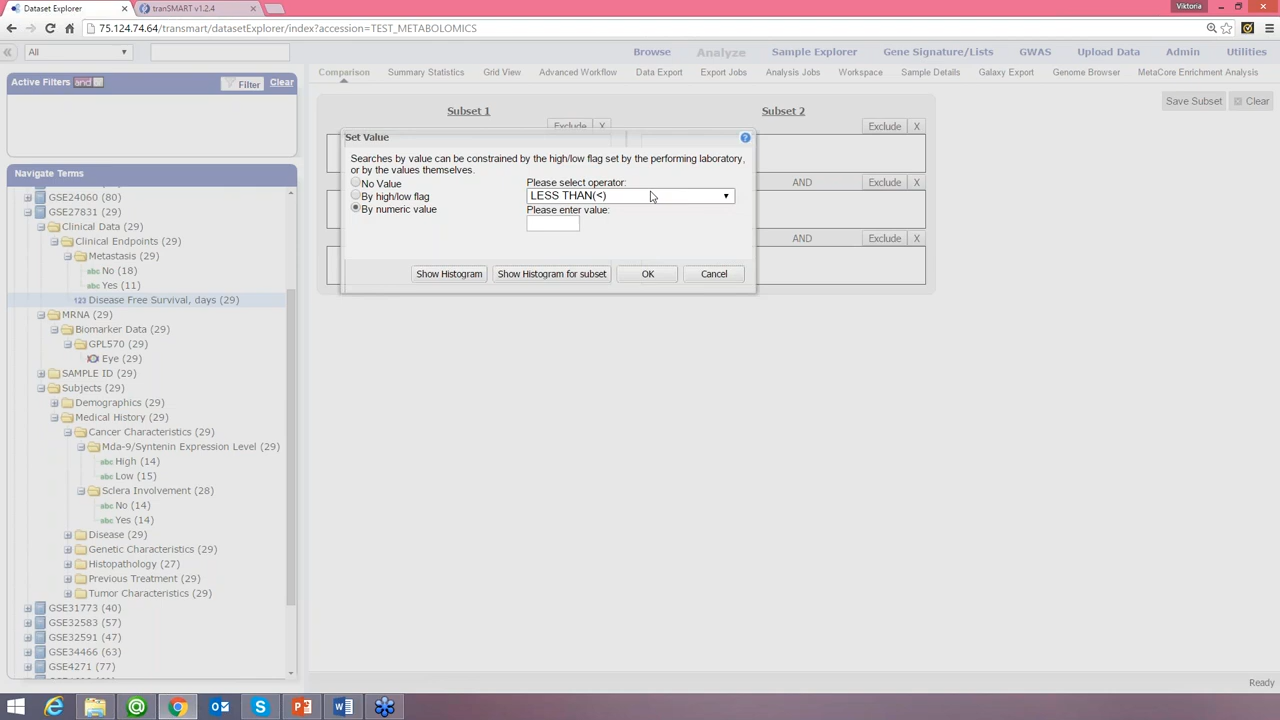 Dataset Explorer
tranSMART v1.2.4
Viktoria
75.124.74.64/transmart/datasetExplorer/index?accession=TEST_METABOLOMICS
All
Browse Analyze Sample Explorer Gene Signature/Lists GWAS Upload Data Admin Utilities
Active Filters and Filter Clear
Comparison Summary Statistics Grid View Advanced Workflow Data Export Export Jobs Analysis Jobs Workspace Sample Details Galaxy Export Genome Browser MetaCore Enrichment Analysis
Save Subset Clear
Subset 1
Subset 2
Exclude X
Exclude X
AND Exclude X
AND Exclude X
Set Value
Searches by value can be constrained by the high/low flag set by the performing laboratory,
or by the values themselves.
No Value
By high/low flag
By numeric value
Please select operator:
LESS THAN(<)
Please enter value:
Show Histogram Show Histogram for subset OK Cancel
Navigate Terms
GSE24060 (80)
GSE27831 (29)
Clinical Data (29)
Clinical Endpoints (29)
Metastasis (29)
abc No (18)
abc Yes (11)
123 Disease Free Survival, days (29)
MRNA (29)
Biomarker Data (29)
GPL570 (29)
Eye (29)
SAMPLE ID (29)
Subjects (29)
Demographics (29)
Medical History (29)
Cancer Characteristics (29)
Mda-9/Syntenin Expression Level (29)
abc High (14)
abc Low (15)
Sclera Involvement (28)
abc No (14)
abc Yes (14)
Disease (29)
Genetic Characteristics (29)
Histopathology (27)
Previous Treatment (29)
Tumor Characteristics (29)
GSE31773 (40)
GSE32583 (57)
GSE32591 (47)
GSE34466 (63)
GSE4271 (77)
Ready